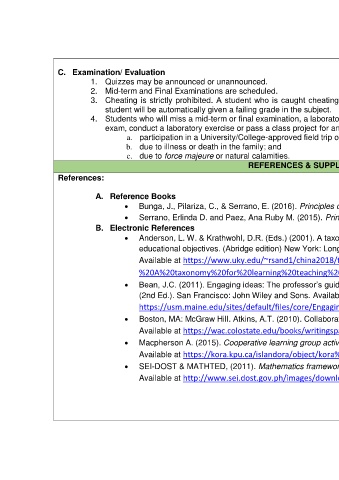 C. Examination/ Evaluation
1. Quizzes may be announced or unannounced.
2. Mid-term and Final Examinations are scheduled.
3. Cheating is strictly prohibited. A student who is caught cheating
student will be automatically given a failing grade in the subject.
4. Students who will miss a mid-term or final examination, a laborato
exam, conduct a laboratory exercise or pass a class project for an
a. participation in a University/College-approved field trip o
b. due to illness or death in the family; and
c. due to force majeure or natural calamities.
REFERENCES & SUPPL
References:
A. Reference Books
• Bunga, J., Pilariza, C., & Serrano, E. (2016). Principles o
• Serrano, Erlinda D. and Paez, Ana Ruby M. (2015). Prin
B. Electronic References
• Anderson, L. W. & Krathwohl, D.R. (Eds.) (2001). A taxo
educational objectives. (Abridge edition) New York: Long
Available at https://www.uky.edu/~rsand1/china2018/t
%20A%20taxonomy%20for%20learning%20teaching%2
• Bean, J.C. (2011). Engaging ideas: The professor's guid
(2nd Ed.). San Francisco: John Wiley and Sons. Availab
https://usm.maine.edu/sites/default/files/core/Engagin
• Boston, MA: McGraw Hill. Atkins, A.T. (2010). Collabora
Available at https://wac.colostate.edu/books/writingspa
• Macpherson A. (2015). Cooperative learning group activ
Available at https://kora.kpu.ca/islandora/object/kora%
• SEI-DOST & MATHTED, (2011). Mathematics framewor
Available at http://www.sei.dost.gov.ph/images/downlo